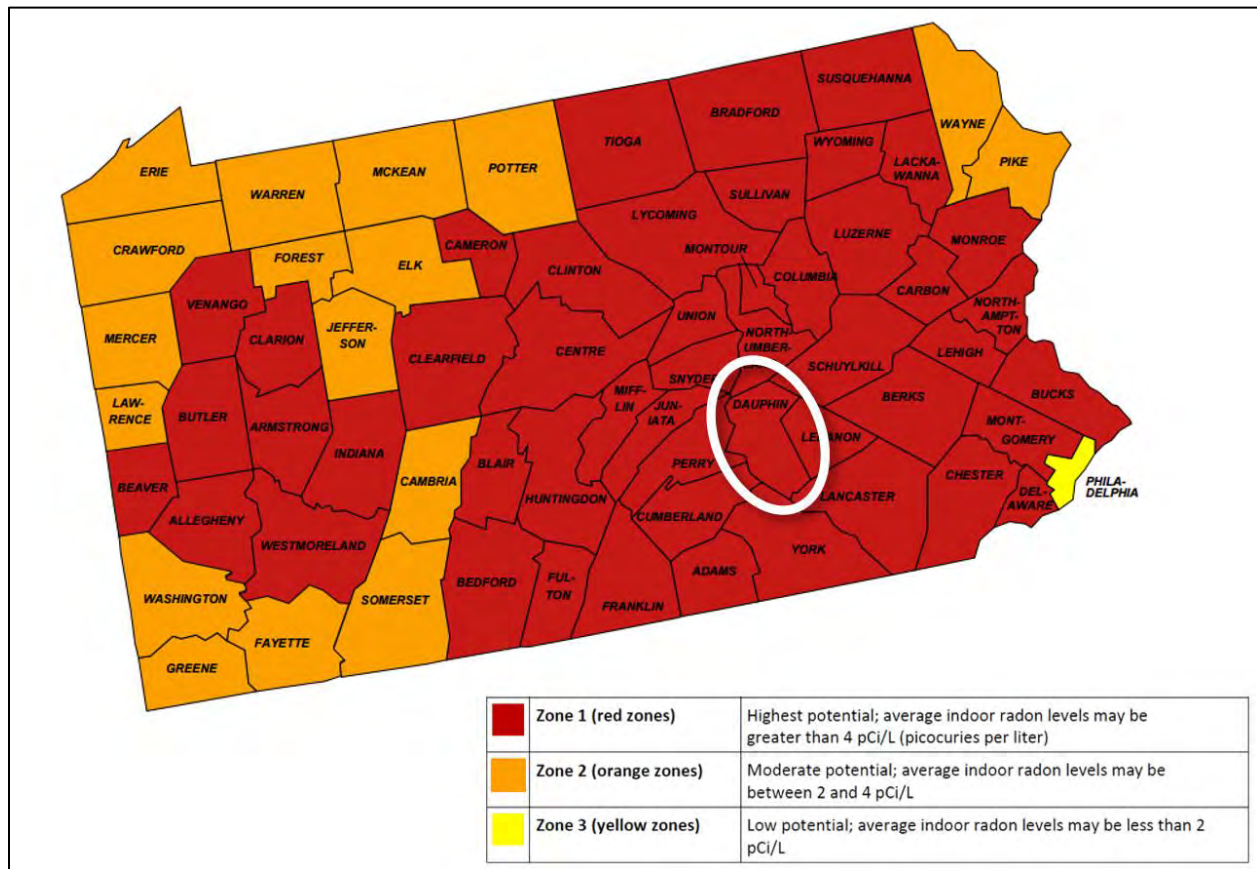 SUSQUEHANNA
BRADFORD
TIOGA
WAYNE
WYOMING
PIKE
LACKA-
WANNA
POTTER
MCKEAN
ERIE
WARREN
SULLIVAN
LYCOMING
CRAWFORD
FOREST
ELK
CAMERON
CLINTON
MONTOUR
COLUMBIA
LUZERNE
MONROE
VENANGO
CARBON
NORTH-
AMPT-
TON
MERCER
CLARION
JEFFER-
SON
CLEARFIELD
CENTRE
UNION
NORTH-
UMBER-
SCHUYLKILL
LEHIGH
SNYDER
BUCKS
LAW-
RENCE
BUTLER
ARMSTRONG
INDIANA
MIFF-
LIN
JUN-
IATA
DAUPHIN
BERKS
LEBANON
MONT-
GOMERY
BEAVER
CAMBRIA
BLAIR
PERRY
HUNTINGDON
CHESTER
DEL-
AWARE
PHILA-
DELPHIA
ALLEGHENY
WESTMORELAND
CUMBERLAND
LANCASTER
YORK
ADAMS
WASHINGTON
SOMERSET
BEDFORD
FUL-
TON
FRANKLIN
FAYETTE
GREENE
Zone 1 (red zones)
Highest potential; average indoor radon levels may be
greater than 4 pCi/L (picocuries per liter)
Zone 2 (orange zones)
Moderate potential; average indoor radon levels may be
between 2 and 4 pCi/L
Zone 3 (yellow zones)
Low potential; average indoor radon levels may be less than 2
pCi/L